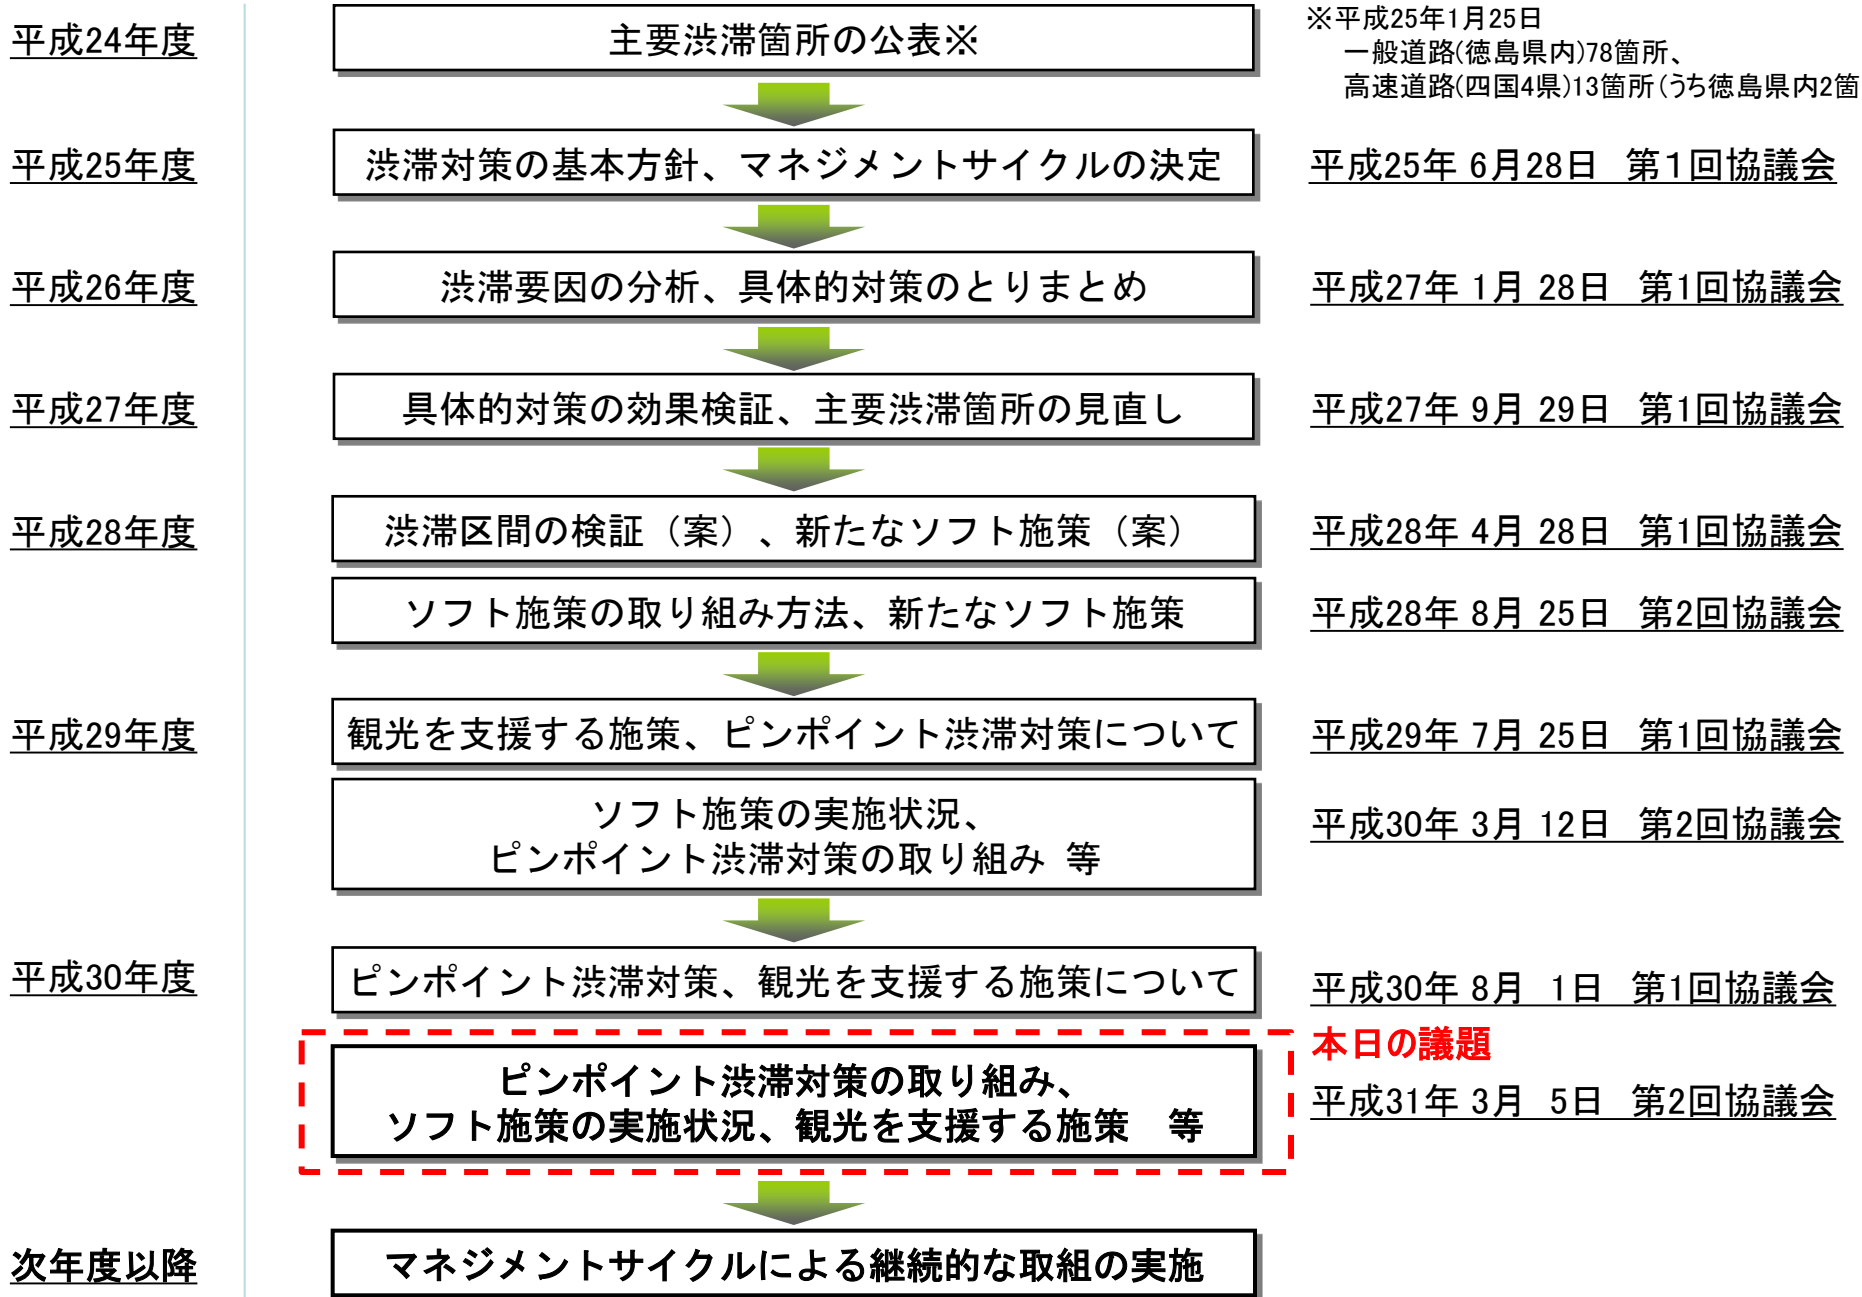 平成24年度
主要渋滞箇所の公表※
※平成25年1月25日
一般道路(徳島県内)78箇所、
高速道路(四国4県)13箇所(うち徳島県内2箇
平成25年度
渋滞対策の基本方針、マネジメントサイクルの決定
平成25年 6月28日 第1回協議会
平成26年度
渋滞要因の分析、具体的対策のとりまとめ
平成27年 1月 28日 第1回協議会
平成27年度
具体的対策の効果検証、主要渋滞箇所の見直し
平成27年 9月 29日 第1回協議会
平成28年度
渋滞区間の検証(案)、新たなソフト施策(案)
平成28年 4月 28日 第1回協議会
ソフト施策の取り組み方法、新たなソフト施策
平成28年 8月 25日 第2回協議会
平成29年度
観光を支援する施策、ピンポイント渋滞対策について
平成29年 7月 25日 第1回協議会
ソフト施策の実施状況、
ピンポイント渋滞対策の取り組み 等
平成30年 3月 12日 第2回協議会
平成30年度
ピンポイント渋滞対策、観光を支援する施策について
平成30年 8月 1日 第1回協議会
本日の議題
ピンポイント渋滞対策の取り組み、
ソフト施策の実施状況、観光を支援する施策 等
平成31年 3月 5日 第2回協議会
次年度以降
マネジメントサイクルによる継続的な取組の実施